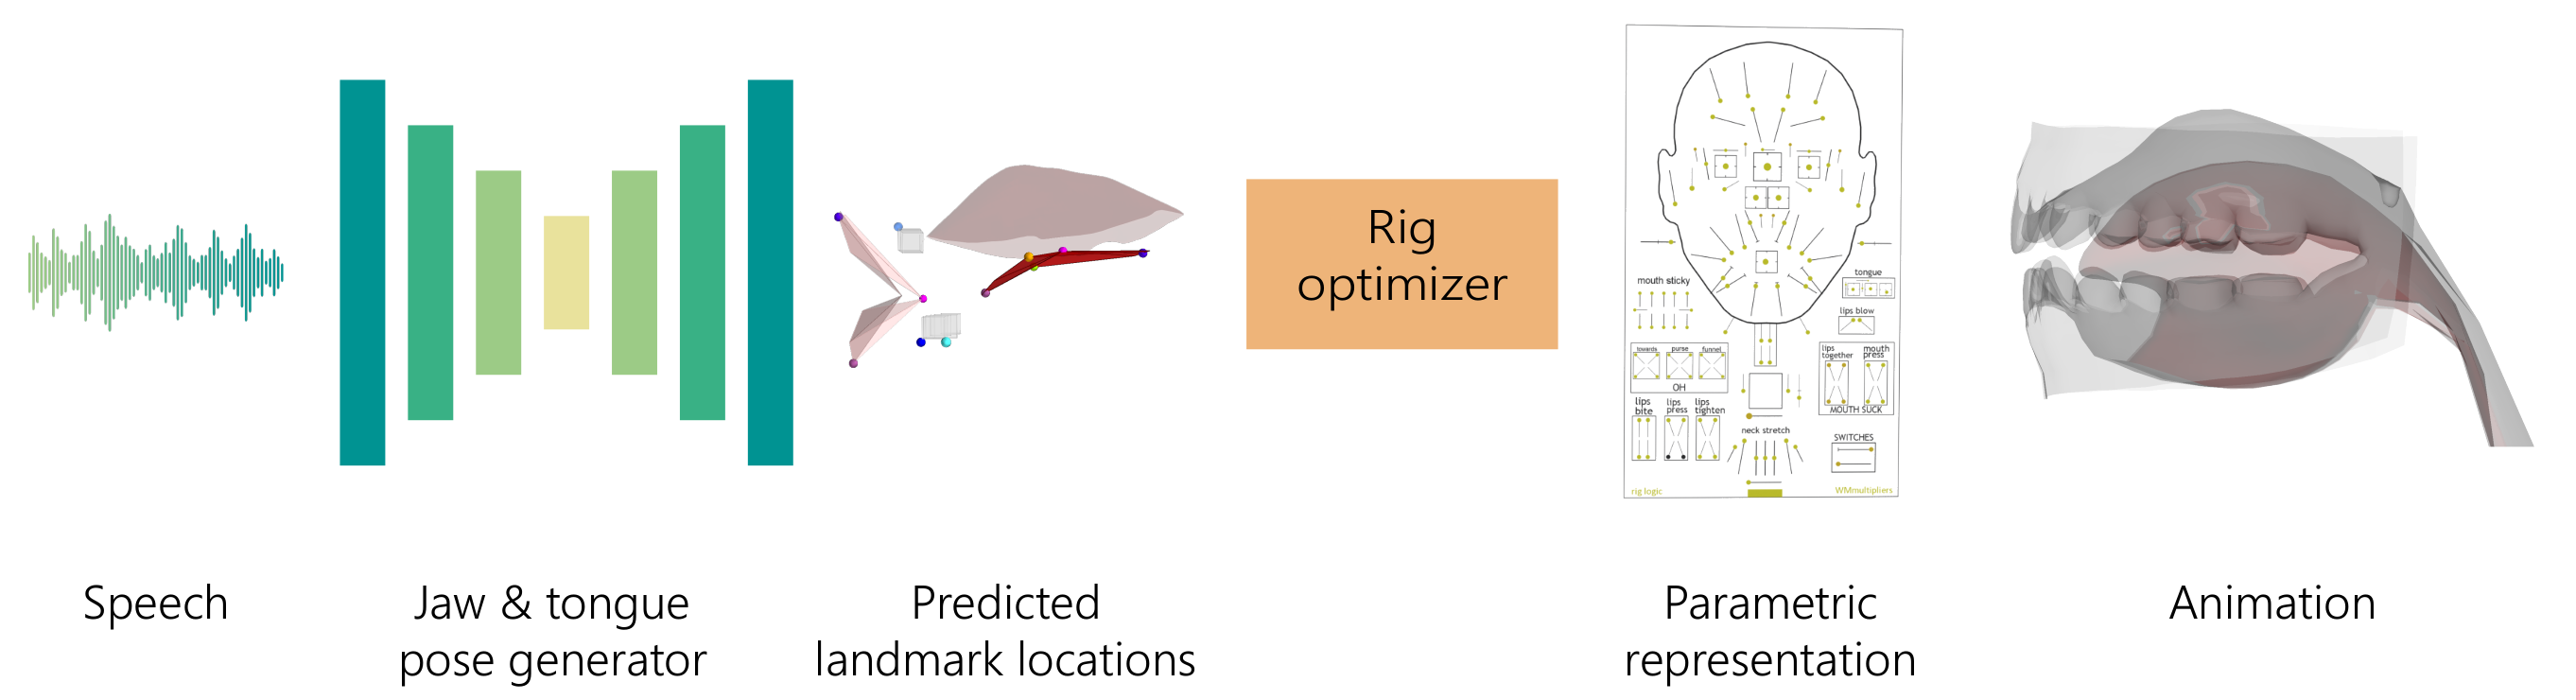 Rig
optimizer
mouth sticky
tongue
lips blow
towards purse funnel
OH
lips
together
mouth
press
MOUTH SUCK
lips
bite
lips
press
lips
tighten
neck stretch
SWITCHES
rig logic
WMmultipliers
Speech
Jaw & tongue
pose generator
Predicted
landmark locations
Parametric
representation
Animation